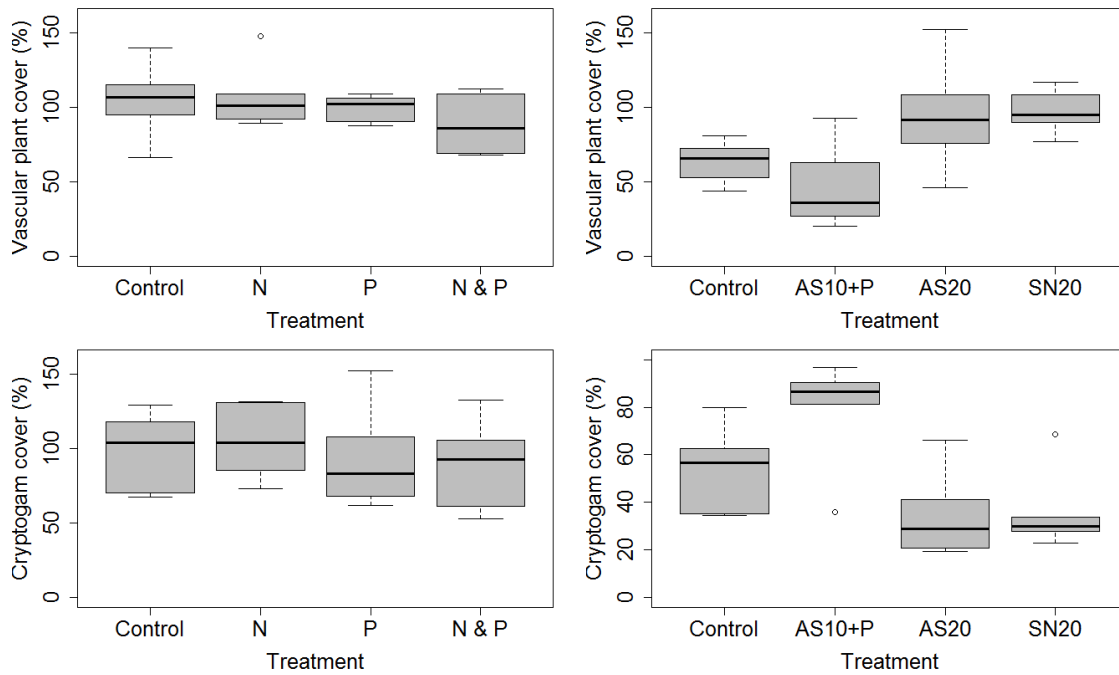 Vascular plant cover (%)
150
100
50
0
Control N P N & P
Treatment
Vascular plant cover (%)
150
100
50
0
Control AS10+P AS20 SN20
Treatment
Cryptogam cover (%)
150
100
50
0
Control N P N & P
Treatment
Cryptogam cover (%)
80
60
40
20
0
Control AS10+P AS20 SN20
Treatment